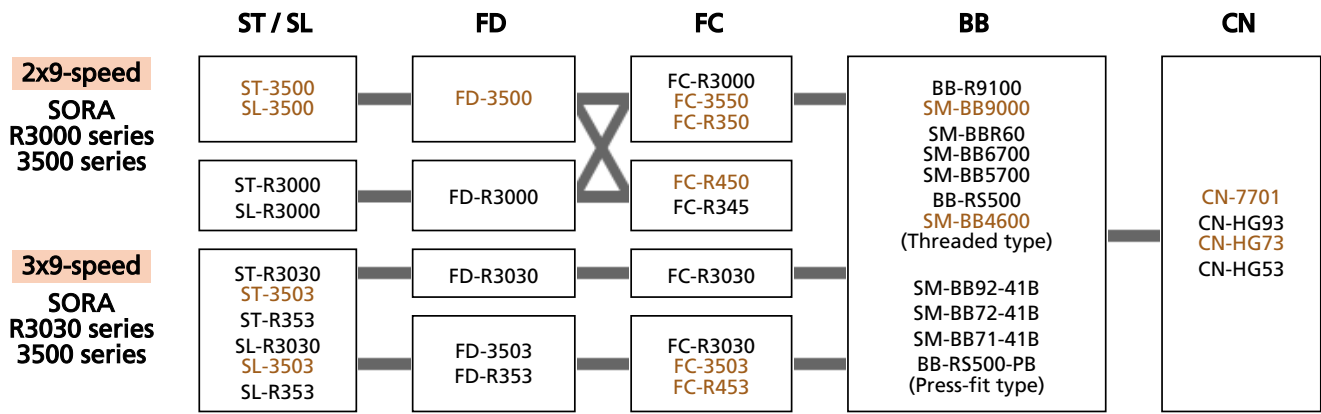 ST / SL
FD
FC
BB
CN
2x9-speed
SORA
R3000 series
3500 series
ST-3500
SL-3500
FD-3500
FC-R3000
FC-3550
FC-R350
ST-R3000
SL-R3000
FD-R3000
FC-R450
FC-R345
3x9-speed
SORA
R3030 series
3500 series
ST-R3030
ST-3503
ST-R353
SL-R3030
SL-3503
SL-R353
FD-R3030
FC-R3030
FD-3503
FD-R353
FC-R3030
FC-3503
FC-R453
BB-R9100
SM-BB9000
SM-BBR60
SM-BB6700
SM-BB5700
BB-RS500
SM-BB4600
(Threaded type)
SM-BB92-41B
SM-BB72-41B
SM-BB71-41B
BB-RS500-PB
(Press-fit type)
CN-7701
CN-HG93
CN-HG73
CN-HG53